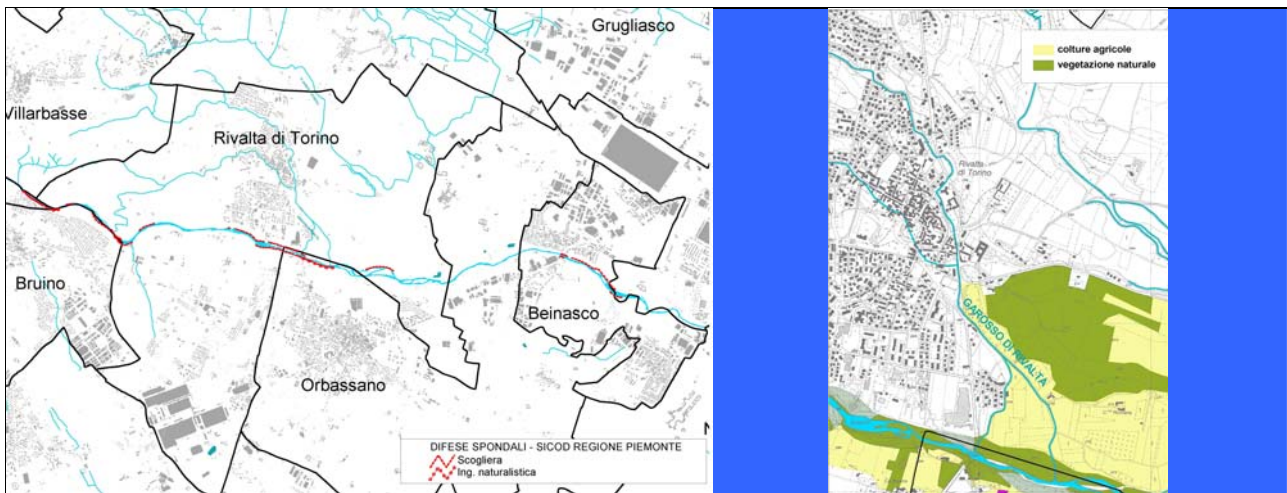 Grugliasco
Villarbasse
Rivalta di Torino
Bruino
Beinasco
Orbassano
DIFESE SPONDALI - SICOD REGIONE PIEMONTE
Scogliera
Ing. naturalistica
colture agricole
vegetazione naturale
Rivalta
di Torino
GAROSSO DI RIVALTA